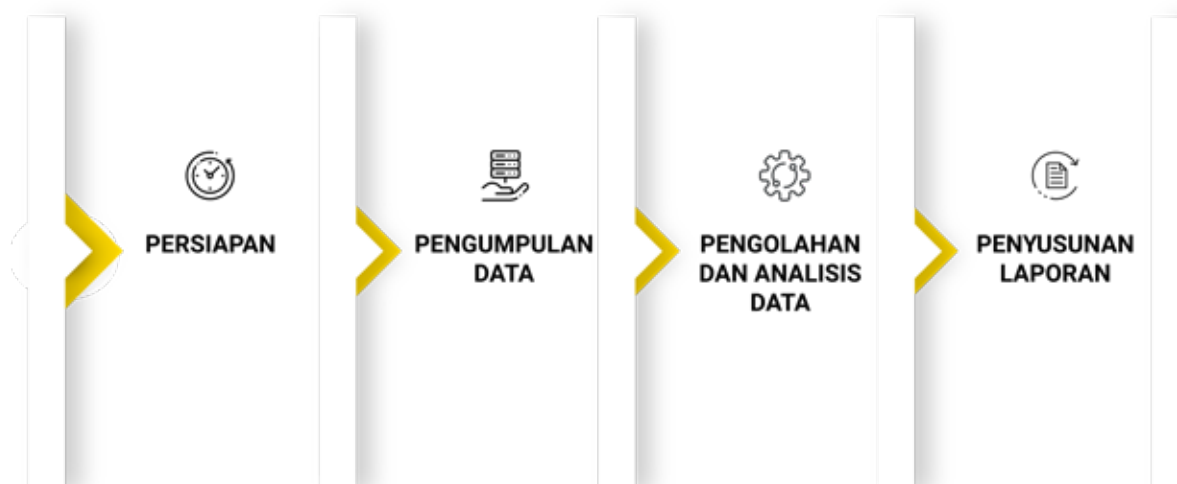 PERSIAPAN
PENGUMPULAN
DATA
PENGOLAHAN
DAN ANALISIS
DATA
PENYUSUNAN
LAPORAN